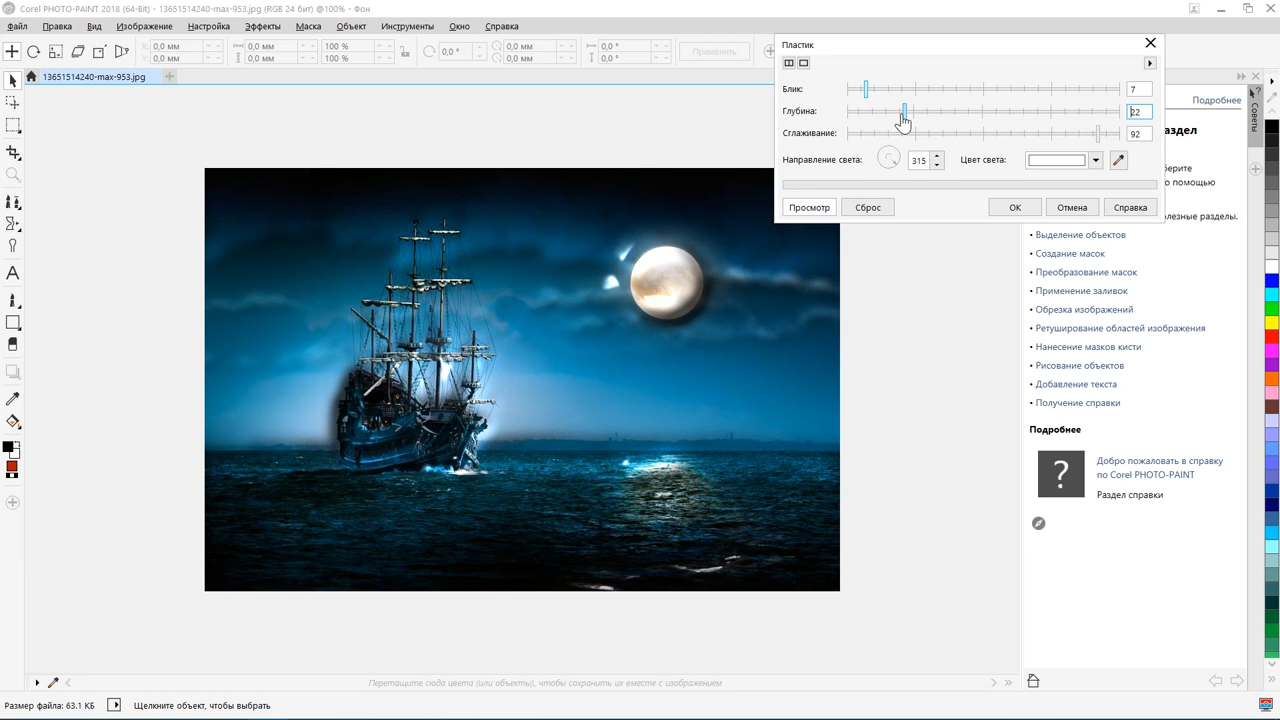 Corel PHOTO-PAINT 2018 (64-Bit) - 13651514240-max-953.jpg (RGB 24 бит) @100% - Фон
Файл Правка Вид Изображение Настройка Эффекты Маска Объект Инструменты Окно Справка
X: 0,0 мм 0,0 мм 100 % 0,0 ° 0,0 мм 0,0 ° Применить
Y: 0,0 мм 0,0 мм 100 % 0,0 мм 0,0 °
13651514240-max-953.jpg
Пластик
Блик: 7
Глубина: 22
Сглаживание: 92
Направление света: 315 Цвет света:
Просмотр Сброс ОК Отмена Справка
Подробнее
Советы
раздел
берите
о помощью
олезные разделы.
• Выделение объектов
• Создание масок
• Преобразование масок
• Применение заливок
• Обрезка изображений
• Ретуширование областей изображения
• Нанесение мазков кисти
• Рисование объектов
• Добавление текста
• Получение справки
Подробнее
?
Добро пожаловать в справку
по Corel PHOTO-PAINT
Раздел справки
Перетащите сюда цвета (или объекты), чтобы сохранить их вместе с изображением
Размер файла: 63.1 КБ Щелкните объект, чтобы выбрать